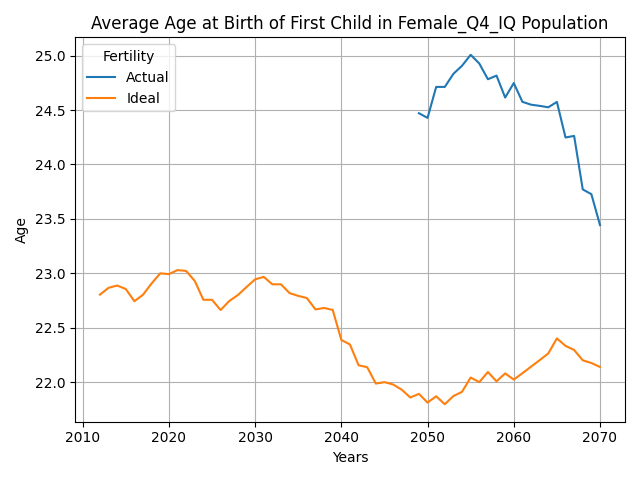 Average Age at Birth of First Child in Female_Q4_IQ Population
Fertility
Actual
Ideal
Age
25.0
24.5
24.0
23.5
23.0
22.5
22.0
2010 2020 2030 2040 2050 2060 2070
Years